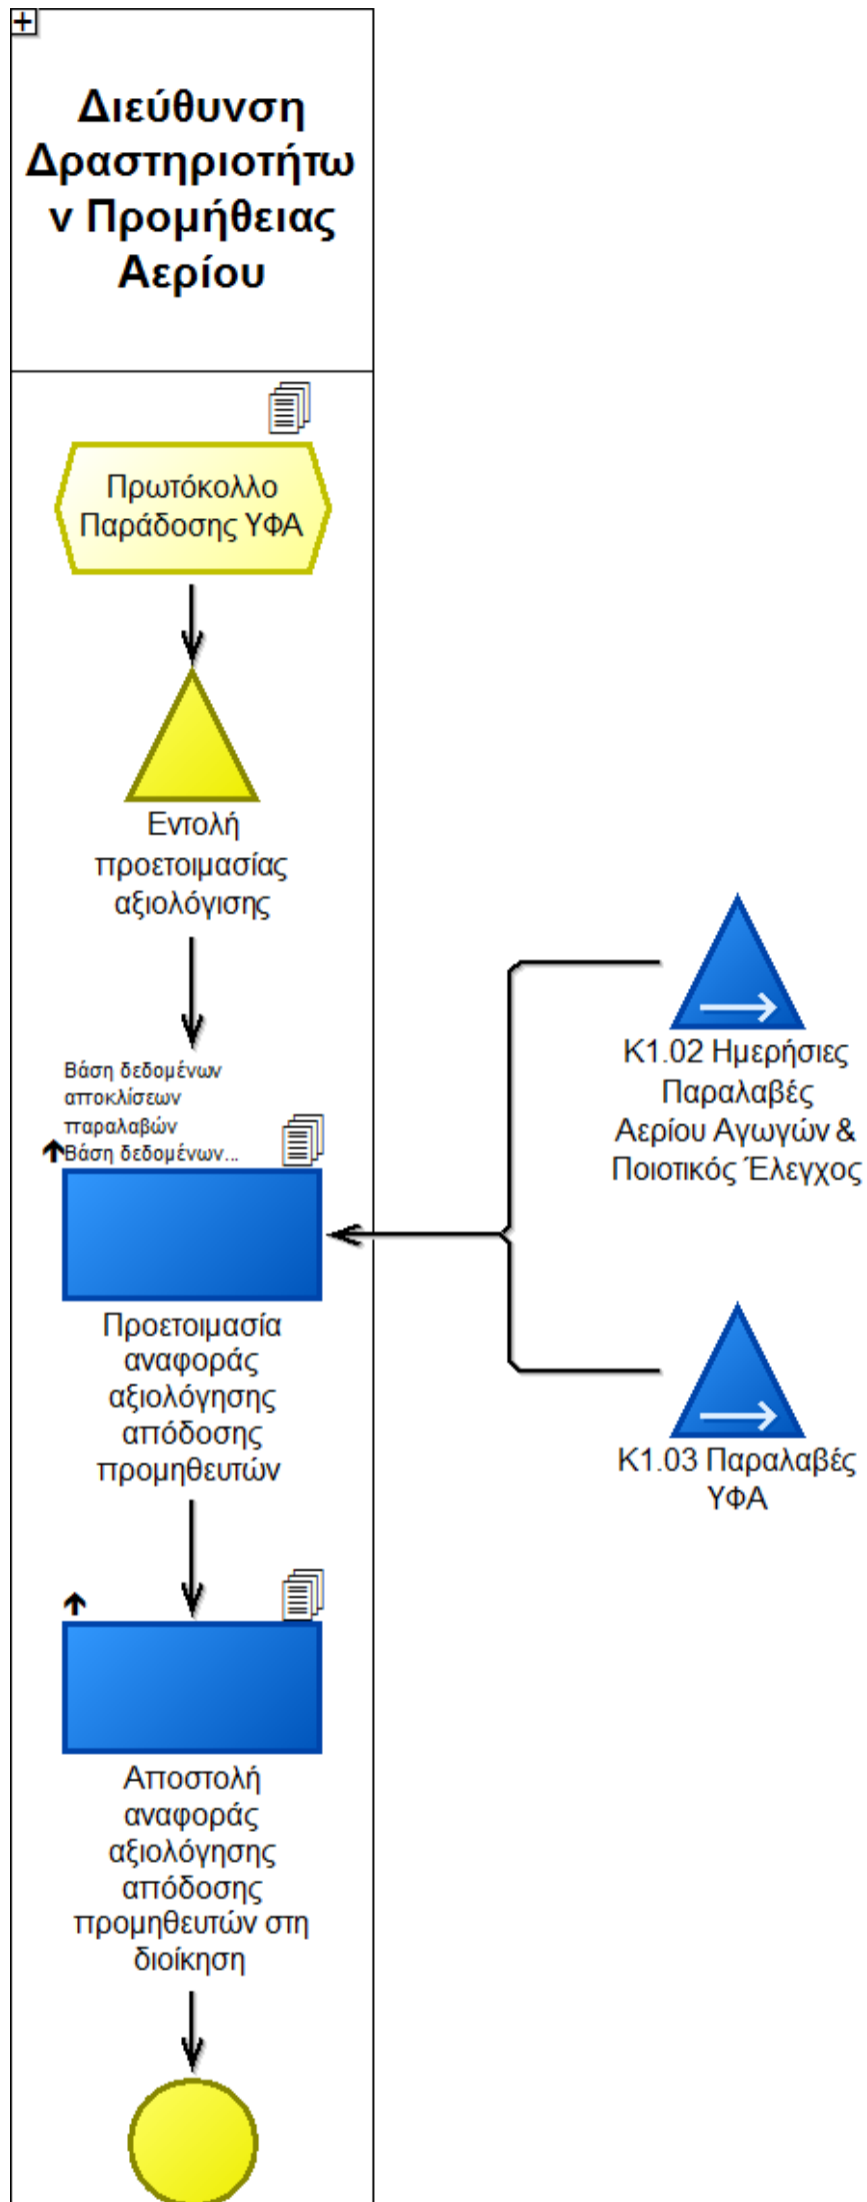 Διεύθυνση
Δραστηριοτήτω
ν Προμήθειας
Αερίου
Πρωτόκολλο
Παράδοσης ΥΦΑ
Εντολή
προετοιμασίας
αξιολόγισης
Βάση δεδομένων
αποκλίσεων
παραλαβών
Βάση δεδομένων...
Προετοιμασία
αναφοράς
αξιολόγησης
απόδοσης
προμηθευτών
Κ1.02 Ημερήσιες
Παραλαβές
Αερίου Αγωγών &
Ποιοτικός Έλεγχος
Κ1.03 Παραλαβές
ΥΦΑ
Αποστολή
αναφοράς
αξιολόγησης
απόδοσης
προμηθευτών στη
διοίκηση